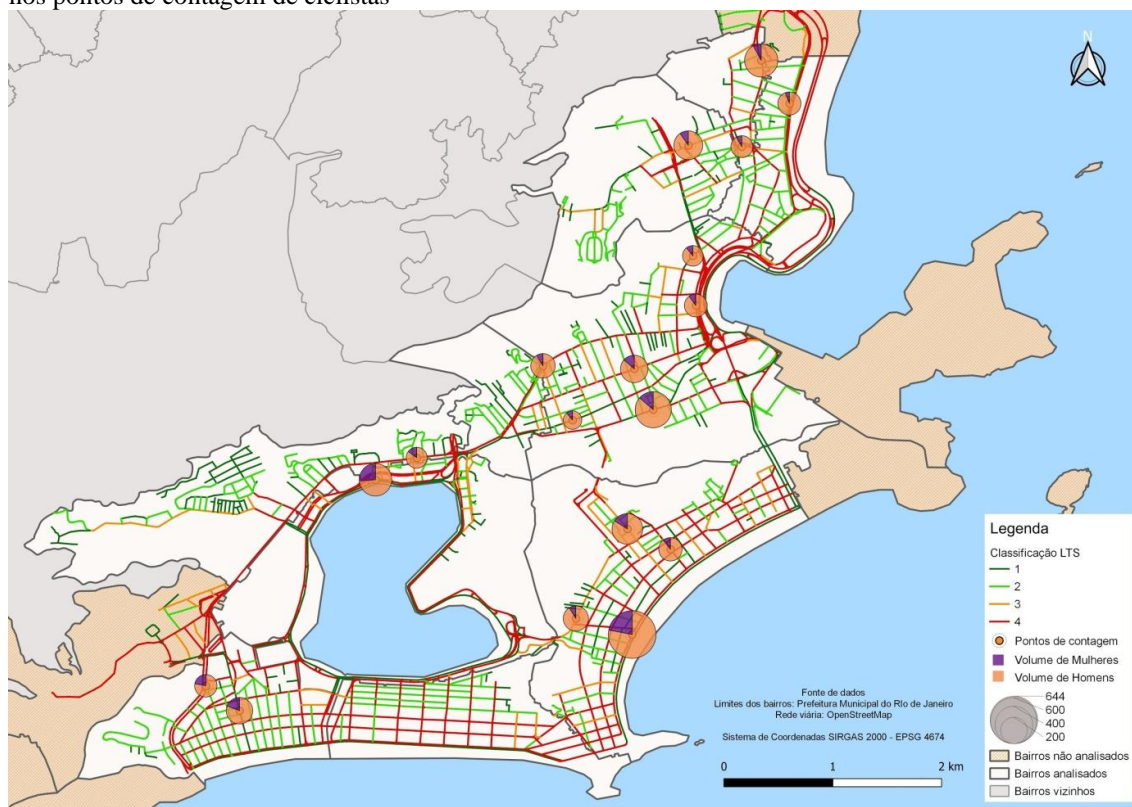 nos pontos de contagem de ciclistas
N
Legenda
Classificação LTS
1
2
3
4
Pontos de contagem
Volume de Mulheres
Volume de Homens
644
600
400
200
Bairros não analisados
Bairros analisados
Bairros vizinhos
Fonte de dados
Limites dos bairros: Prefeitura Municipal do Rio de Janeiro
Rede viária: OpenStreetMap
Sistema de Coordenadas SIRGAS 2000 - EPSG 4674
0 1 2 km